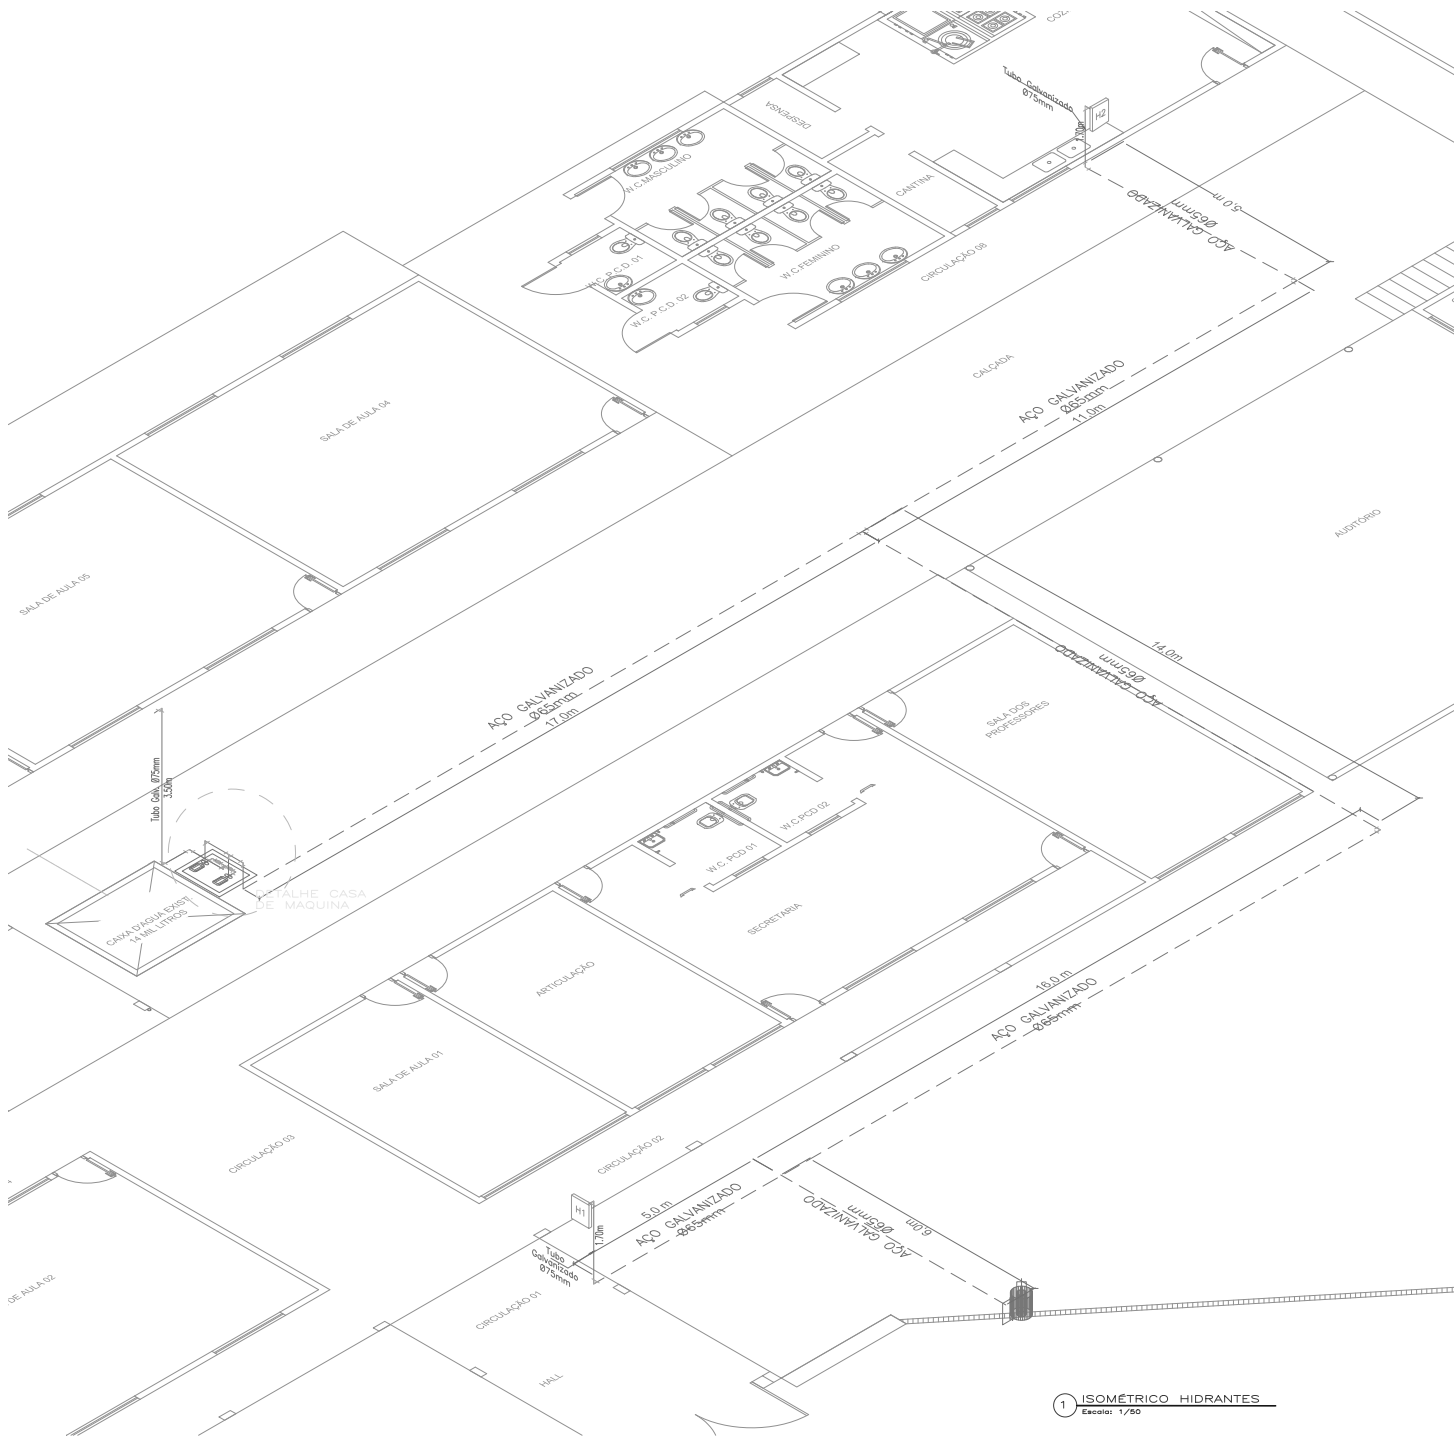 Tubo Galvanizado
Ø75mm
H2
DESPENSA
W.C.MASCULINO
CANTINA
5,0 m
Ø65mm
AÇO GALVANIZADO
W.C.P.C.D. 01
W.C.FEMININO
CIRCULAÇÃO 08
W.C. P.C.D. 02
CALÇADA
AÇO GALVANIZADO
Ø65mm
11,0m
SALA DE AULA 04
AUDITÓRIO
SALA DE AULA 05
14,0m
Ø65mm
AÇO GALVANIZADO
AÇO GALVANIZADO
Ø65mm
17,0m
SALA DOS
PROFESSORES
Tubo Galv. Ø75mm
3,50m
W.C.PCD 02
W.C. PCD 01
DETALHE CASA
DE MAQUINA
CAIXA D'AGUA EXIST.
14 MIL LITROS
SECRETARIA
ARTICULAÇÃO
16,0 m
AÇO GALVANIZADO
Ø65mm
SALA DE AULA 01
CIRCULAÇÃO 03
CIRCULAÇÃO 02
H1
1.70m
5,0 m
AÇO GALVANIZADO
Ø65mm
6,0m
Ø65mm
AÇO GALVANIZADO
Tubo
Galvanizado
Ø75mm
DE AULA 02
CIRCULAÇÃO 01
HALL
1
ISOMÉTRICO HIDRANTES
Escala: 1/50